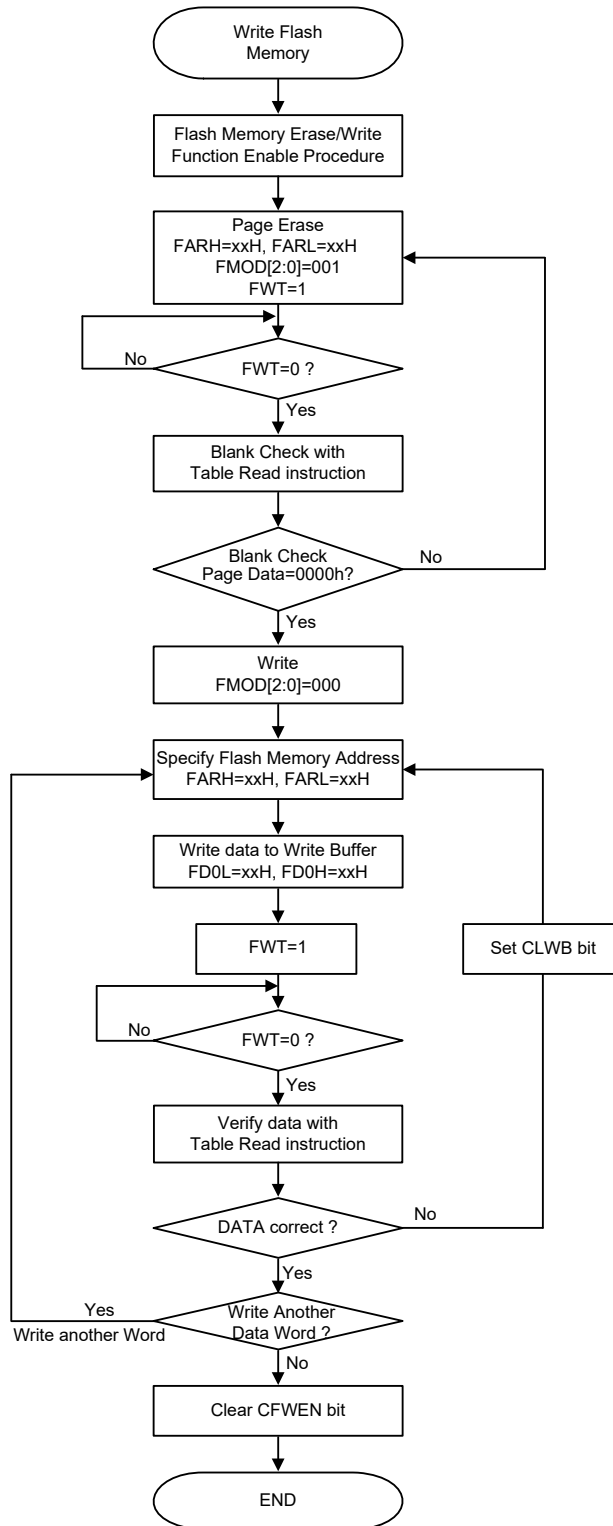 Write Flash
Memory
Flash Memory Erase/Write
Function Enable Procedure
Page Erase
FARH=xxH, FARL=xxH
FMOD[2:0]=001
FWT=1
No
FWT=0 ?
Yes
Blank Check with
Table Read instruction
Blank Check
Page Data=0000h?
No
Yes
Write
FMOD[2:0]=000
Specify Flash Memory Address
FARH=xxH, FARL=xxH
Write data to Write Buffer
FD0L=xxH, FD0H=xxH
FWT=1
Set CLWB bit
No
FWT=0 ?
Yes
Verify data with
Table Read instruction
DATA correct ?
No
Yes
Write Another
Data Word ?
Yes
Write another Word
No
Clear CFWEN bit
END